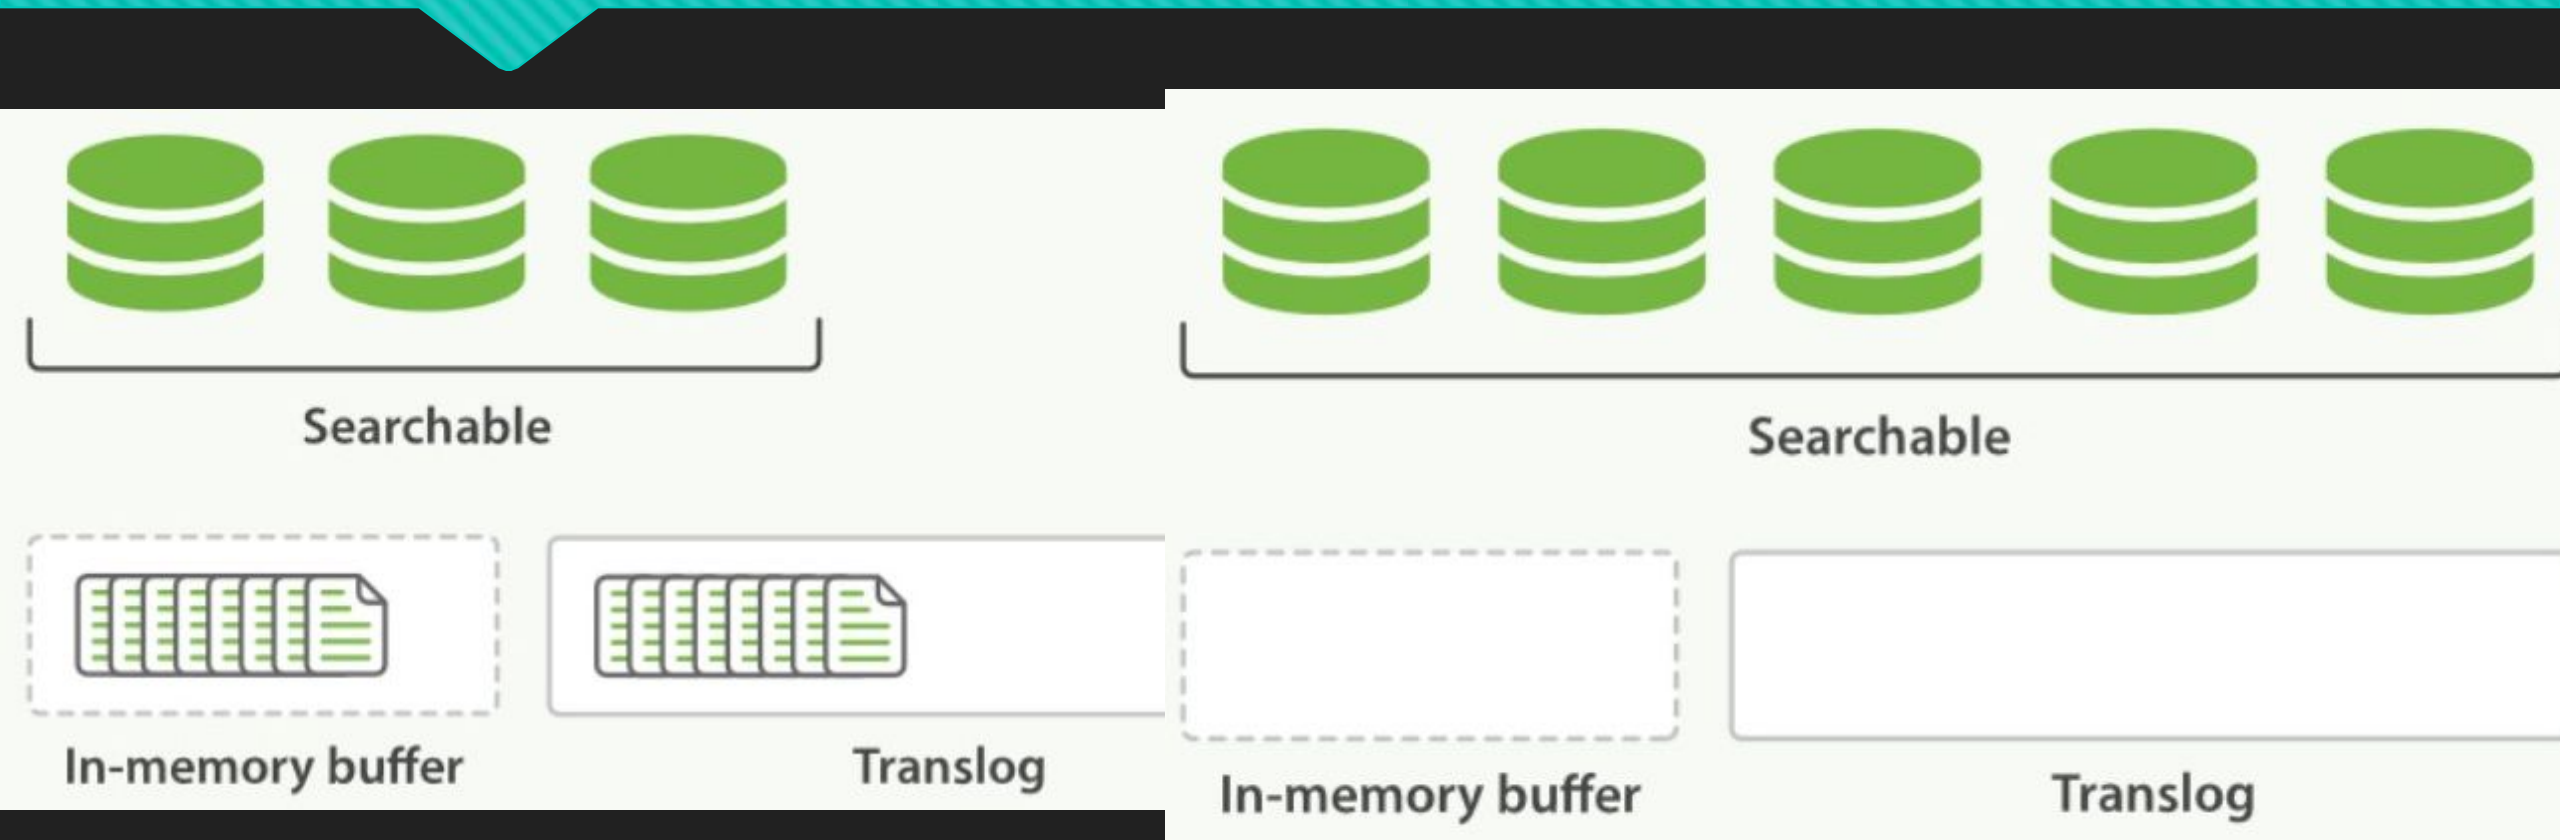 Searchable
In-memory buffer
Translog
Searchable
In-memory buffer
Translog